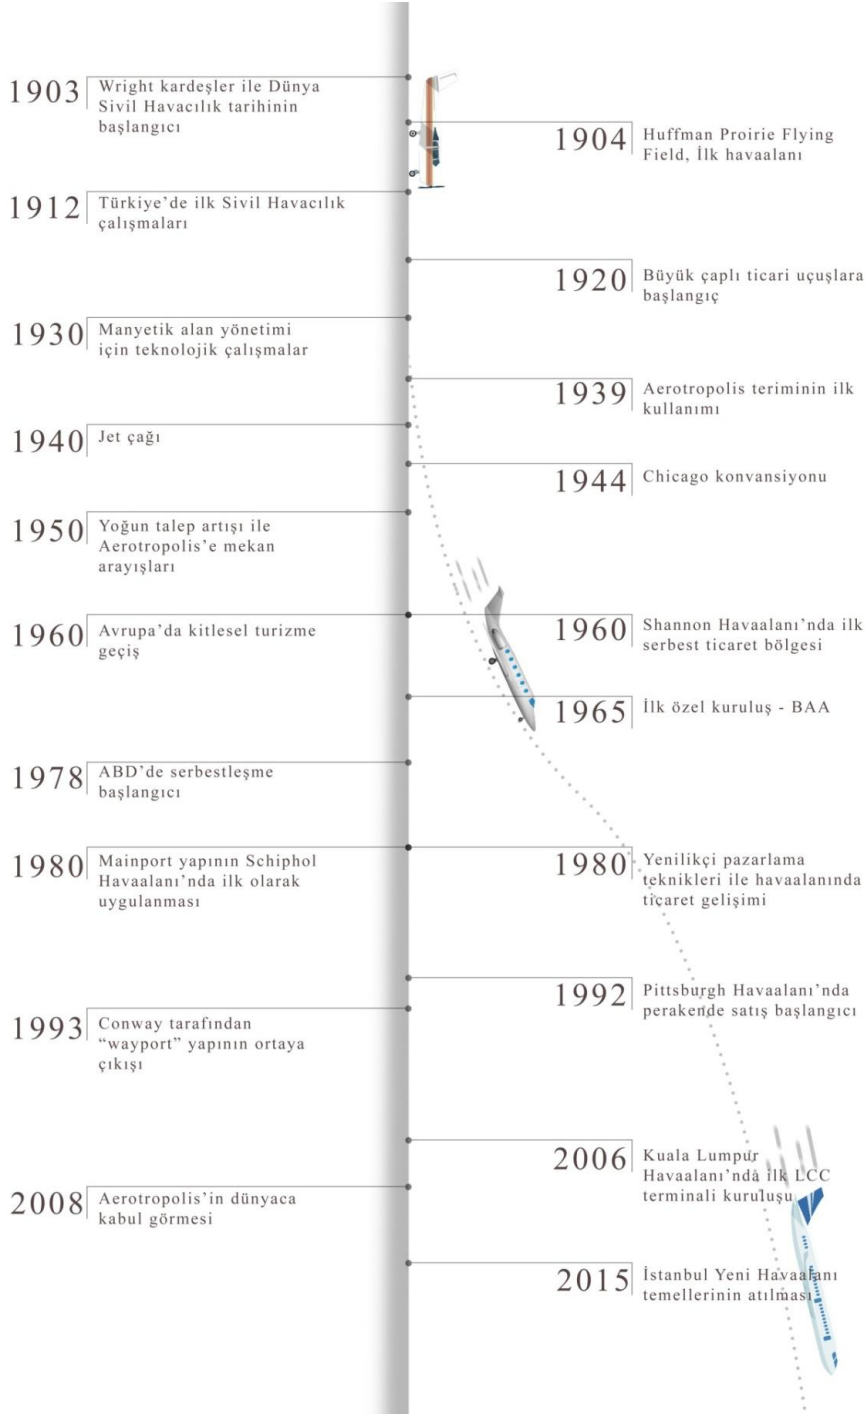 1903
Wright kardeşler ile Dünya
Sivil Havacılık tarihinin
başlangıcı
1904
Huffman Proirie Flying
Field, İlk havaalanı
1912
Türkiye’de ilk Sivil Havacılık
çalışmaları
1920
Büyük çaplı ticari uçuşlara
başlangıç
1930
Manyetik alan yönetimi
için teknolojik çalışmalar
1939
Aerotropolis teriminin ilk
kullanımı
1940
Jet çağı
1944
Chicago konvansiyonu
1950
Yoğun talep artışı ile
Aerotropolis’e mekan
arayışları
1960
Avrupa’da kitlesel turizme
geçiş
1960
Shannon Havaalanı’nda ilk
serbest ticaret bölgesi
1965
İlk özel kuruluş - BAA
1978
ABD’de serbestleşme
başlangıcı
1980
Mainport yapının Schiphol
Havaalanı’nda ilk olarak
uygulanması
1980
Yenilikçi pazarlama
teknikleri ile havaalanında
ticaret gelişimi
1992
Pittsburgh Havaalanı’nda
perakende satış başlangıcı
1993
Conway tarafından
“wayport” yapının ortaya
çıkışı
2006
Kuala Lumpur
Havaalanı’nda ilk LCC
terminali kuruluşu
2008
Aerotropolis’in dünyaca
kabul görmesi
2015
İstanbul Yeni Havaalanı
temellerinin atılması